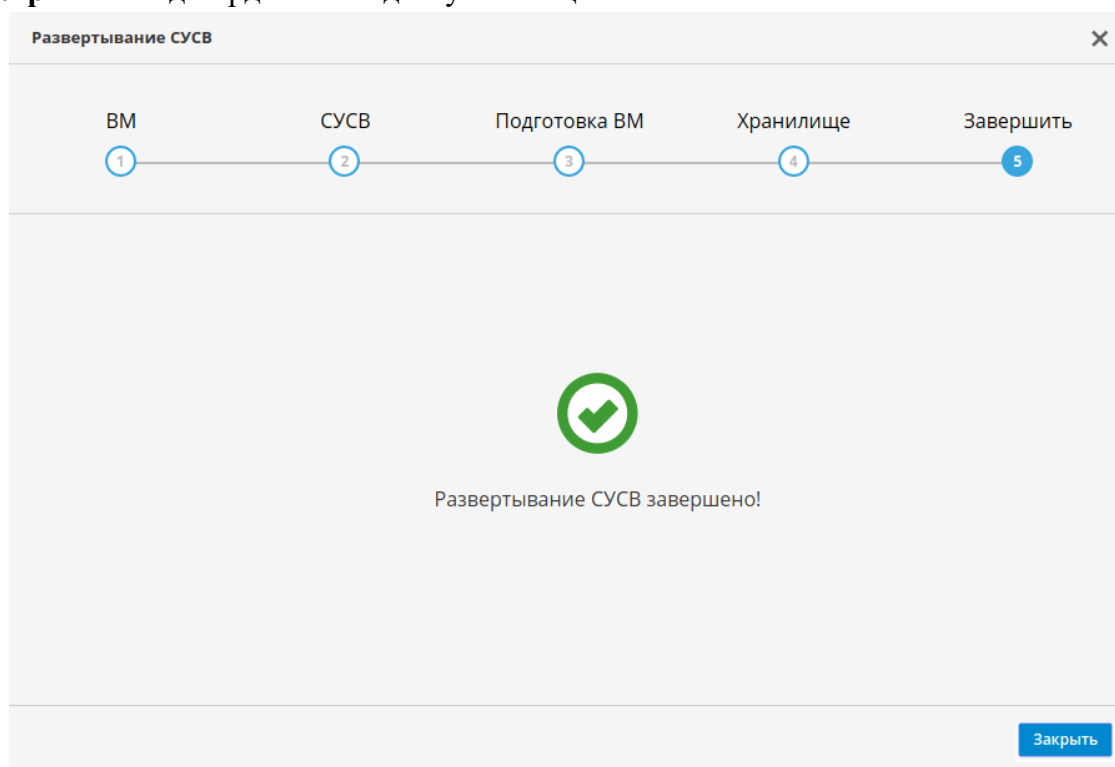 Развертывание СУСВ
ВМ СУСВ Подготовка ВМ Хранилище Завершить
1 2 3 4 5
Развертывание СУСВ завершено!
Закрыть